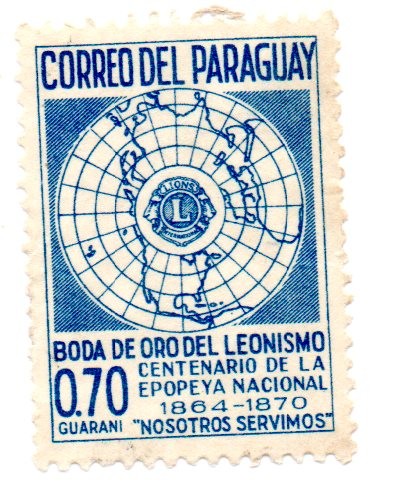 CORREO DEL PARAGUAY
LIONS
L
INTERNATIONAL
BODA DE ORO DEL LEONISMO
0.70 CENTENARIO DE LA
EPOPEYA NACIONAL
1864-1870
GUARANI "NOSOTROS SERVIMOS"